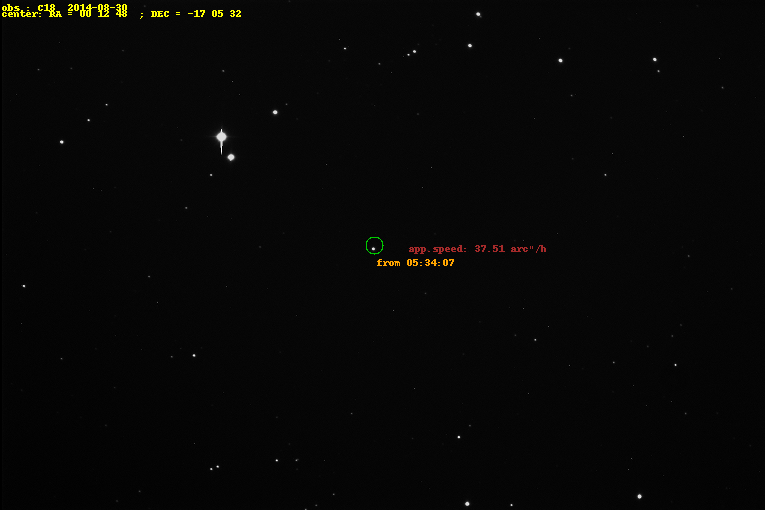 obs : C18, 2014-08-30
center: RA = 00 12 48  ; DEC = -17 05 32
app.speed: 37.51 arc"/h
from 05:34:07